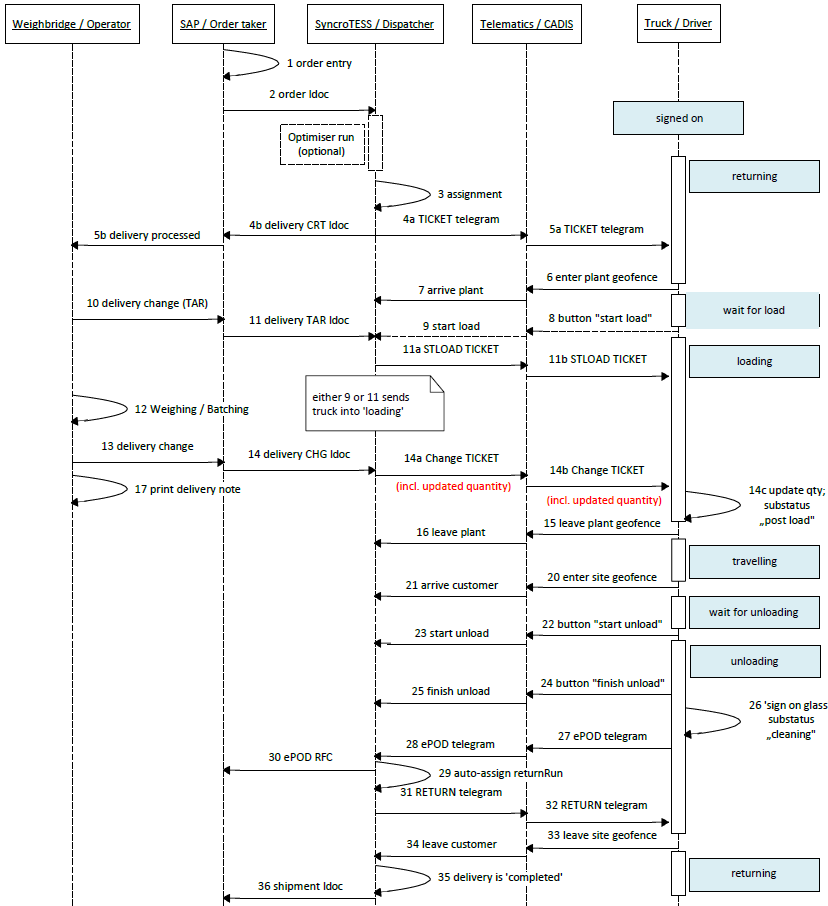 Weighbridge / Operator
SAP / Order taker
SyncroTESS / Dispatcher
Telematics / CADIS
Truck / Driver
1 order entry
2 order Idoc
signed on
Optimiser run
(optional)
returning
3 assignment
4b delivery CRT Idoc
4a TICKET telegram
5b delivery processed
5a TICKET telegram
6 enter plant geofence
7 arrive plant
10 delivery change (TAR)
wait for load
11 delivery TAR Idoc
9 start load
8 button "start load"
11a STLOAD TICKET
11b STLOAD TICKET
loading
either 9 or 11 sends
truck into 'loading'
12 Weighing / Batching
13 delivery change
14 delivery CHG Idoc
14a Change TICKET
(incl. updated quantity)
14b Change TICKET
(incl. updated quantity)
17 print delivery note
14c update qty;
substatus
„post load"
15 leave plant geofence
16 leave plant
travelling
20 enter site geofence
21 arrive customer
wait for unloading
22 button "start unload"
23 start unload
unloading
24 button "finish unload"
25 finish unload
26 'sign on glass
substatus
„cleaning"
27 ePOD telegram
28 ePOD telegram
30 ePOD RFC
29 auto-assign returnRun
31 RETURN telegram
32 RETURN telegram
33 leave site geofence
34 leave customer
returning
35 delivery is 'completed'
36 shipment Idoc